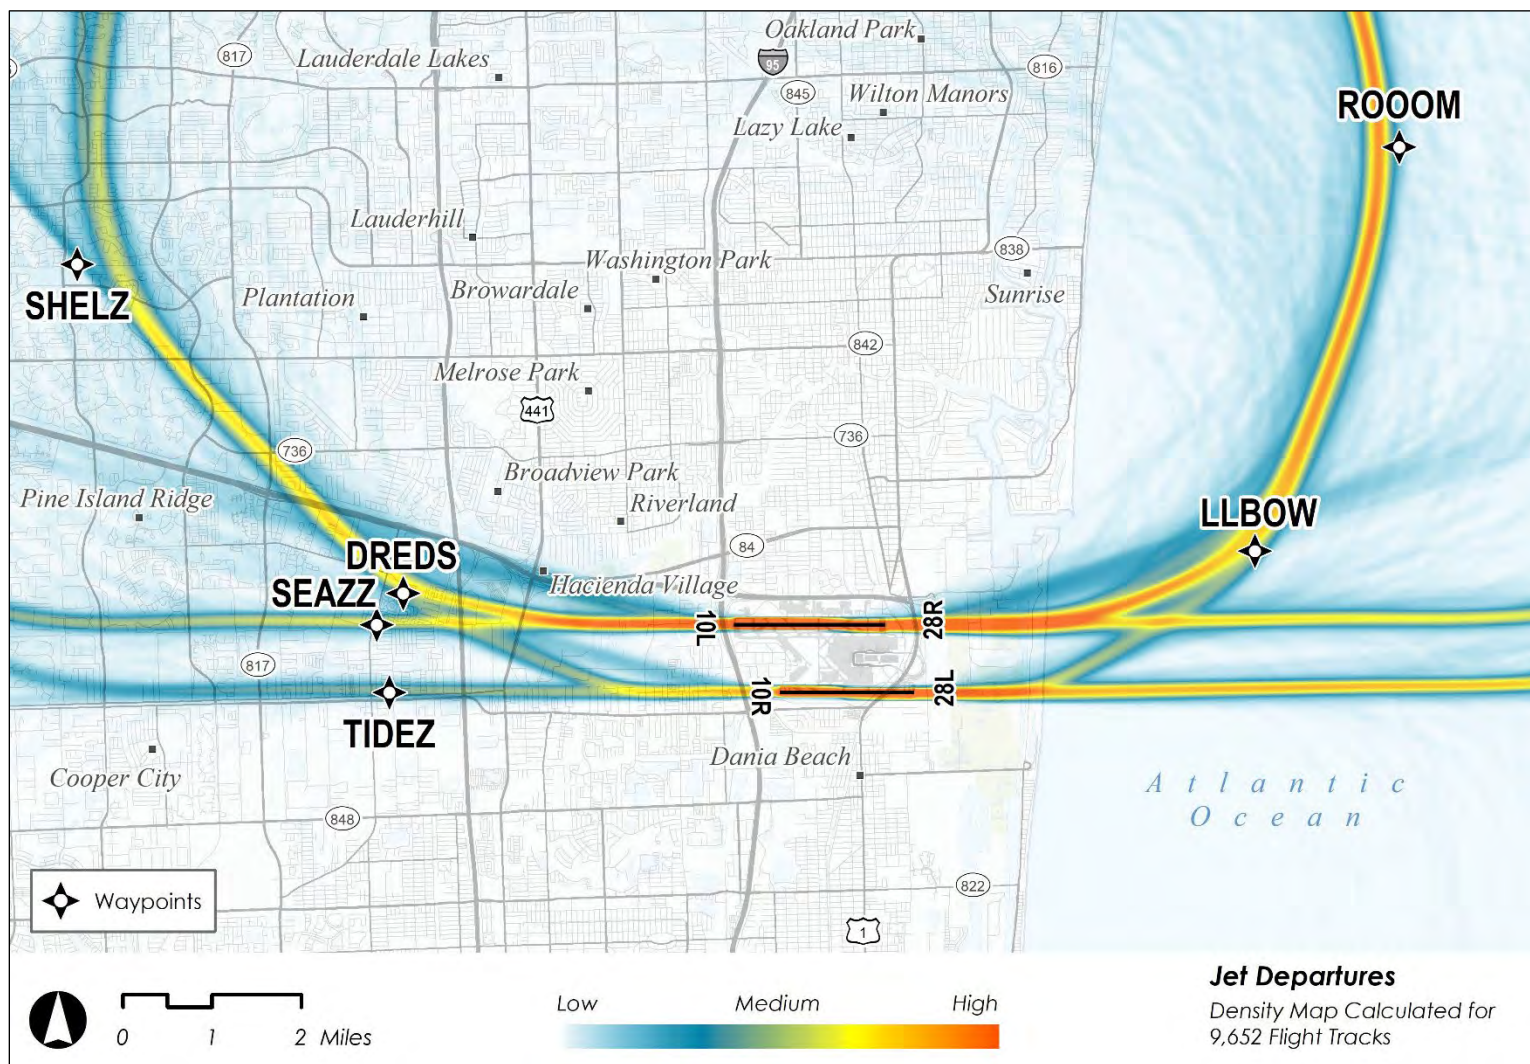 Oakland Park
817
Lauderdale Lakes
95
816
845
Wilton Manors
ROOOM
Lazy Lake
Lauderhill
838
Washington Park
SHELZ
Plantation
Browardale
Sunrise
842
Melrose Park
441
736
736
Broadview Park
Pine Island Ridge
Riverland
LLBOW
84
DREDS
Hacienda Village
SEAZZ
10L
28R
817
10R
28L
TIDEZ
Dania Beach
Cooper City
Atlantic
Ocean
848
822
Waypoints
1
Jet Departures
Low Medium High
Density Map Calculated for
9,652 Flight Tracks
0 1 2 Miles